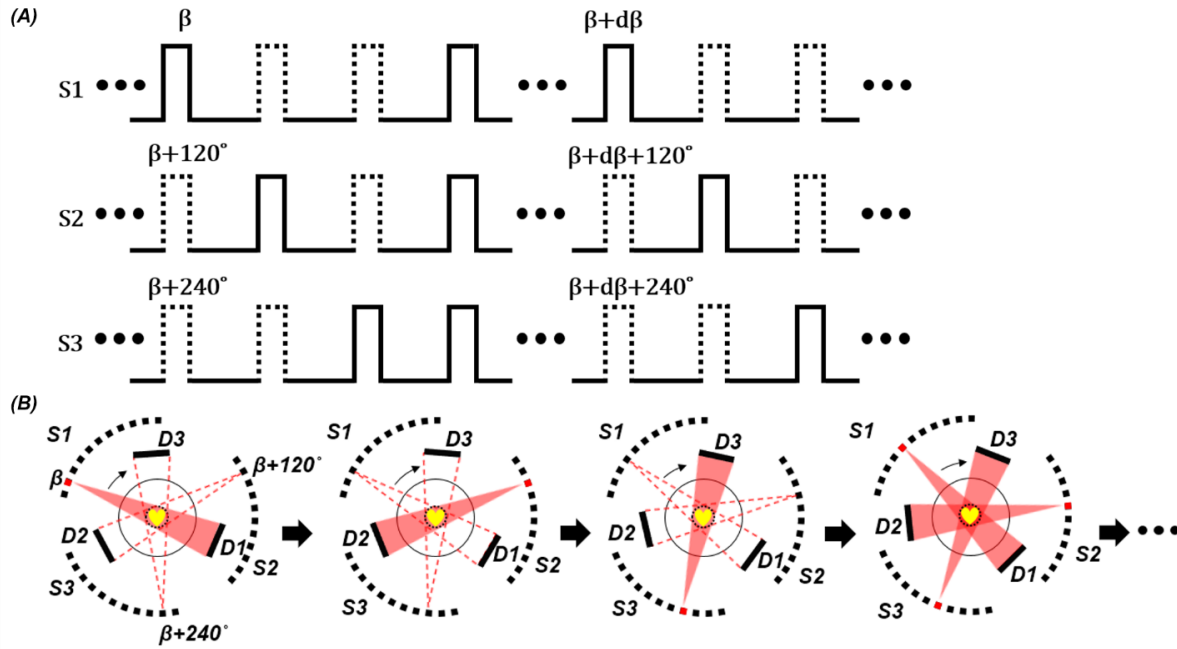 (A)
β
β+dβ
S1
β+120°
β+dβ+120°
S2
β+240°
β+dβ+240°
S3
(B)
S1
D3
β
β+120°
D2
D1
S2
S3
β+240°
S1
D3
D2
D1
S2
S3
S1
D3
D2
D1
S2
S3
S1
D3
D2
S2
D1
S3